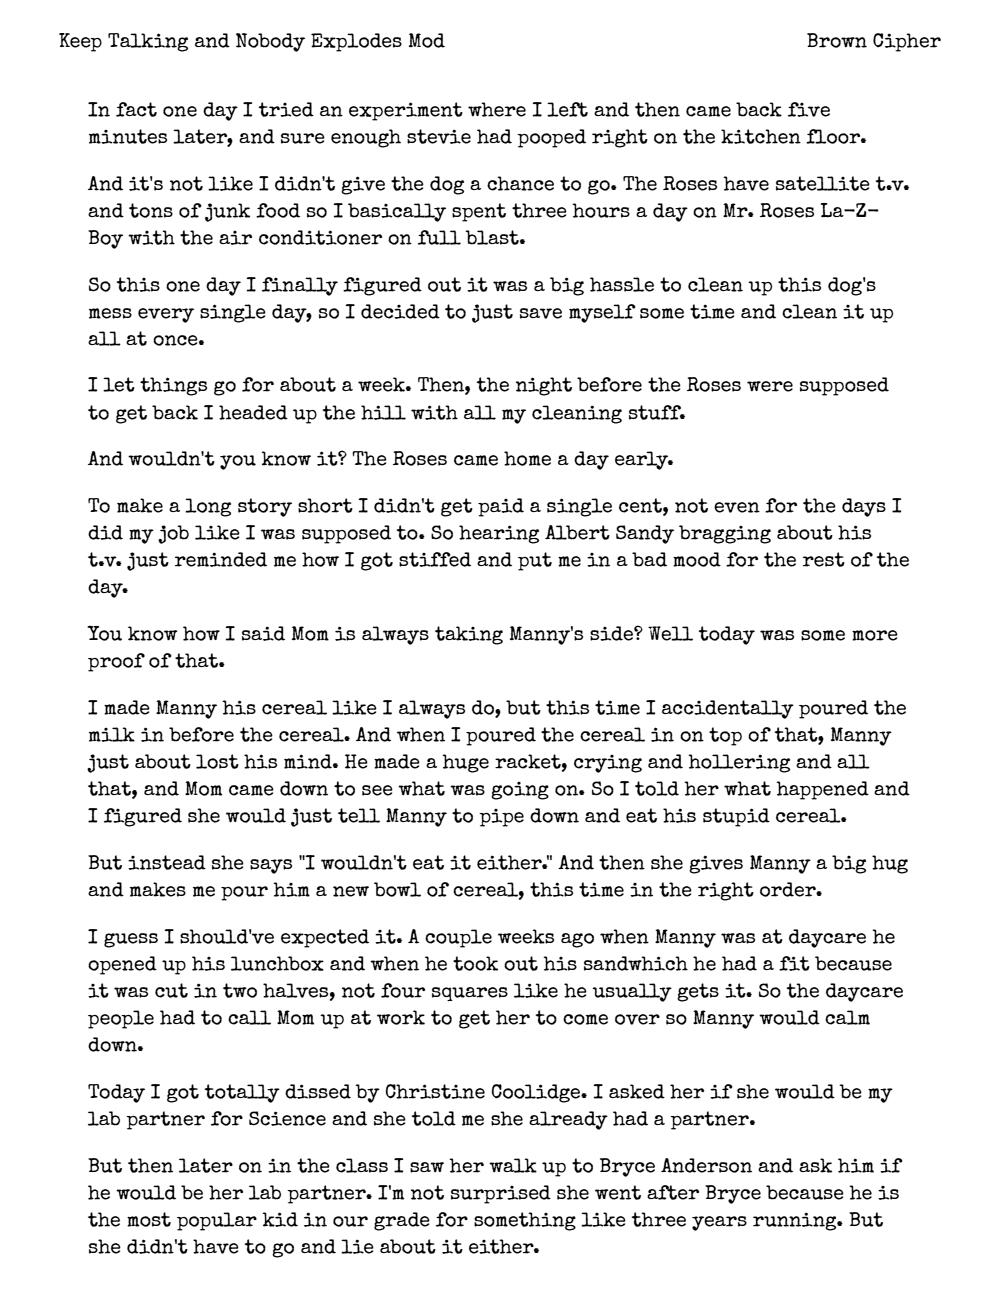 Keep Talking and Nobody Explodes Mod
Brown Cipher
In fact one day I tried an experiment where I left and then came back five
minutes later, and sure enough stevie had pooped right on the kitchen floor.
And it's not like I didn't give the dog a chance to go. The Roses have satellite t.v.
and tons of junk food so I basically spent three hours a day on Mr. Roses La-Z-
Boy with the air conditioner on full blast.
So this one day I finally figured out it was a big hassle to clean up this dog's
mess every single day, so I decided to just save myself some time and clean it up
all at once.
I let things go for about a week. Then, the night before the Roses were supposed
to get back I headed up the hill with all my cleaning stuff.
And wouldn't you know it? The Roses came home a day early.
To make a long story short I didn't get paid a single cent, not even for the days I
did my job like I was supposed to. So hearing Albert Sandy bragging about his
t.v. just reminded me how I got stiffed and put me in a bad mood for the rest of the
day.
You know how I said Mom is always taking Manny's side? Well today was some more
proof of that.
I made Manny his cereal like I always do, but this time I accidentally poured the
milk in before the cereal. And when I poured the cereal in on top of that, Manny
just about lost his mind. He made a huge racket, crying and hollering and all
that, and Mom came down to see what was going on. So I told her what happened and
I figured she would just tell Manny to pipe down and eat his stupid cereal.
But instead she says "I wouldn't eat it either." And then she gives Manny a big hug
and makes me pour him a new bowl of cereal, this time in the right order.
I guess I should've expected it. A couple weeks ago when Manny was at daycare he
opened up his lunchbox and when he took out his sandwhich he had a fit because
it was cut in two halves, not four squares like he usually gets it. So the daycare
people had to call Mom up at work to get her to come over so Manny would calm
down.
Today I got totally dissed by Christine Coolidge. I asked her if she would be my
lab partner for Science and she told me she already had a partner.
But then later on in the class I saw her walk up to Bryce Anderson and ask him if
he would be her lab partner. I'm not surprised she went after Bryce because he is
the most popular kid in our grade for something like three years running. But
she didn't have to go and lie about it either.